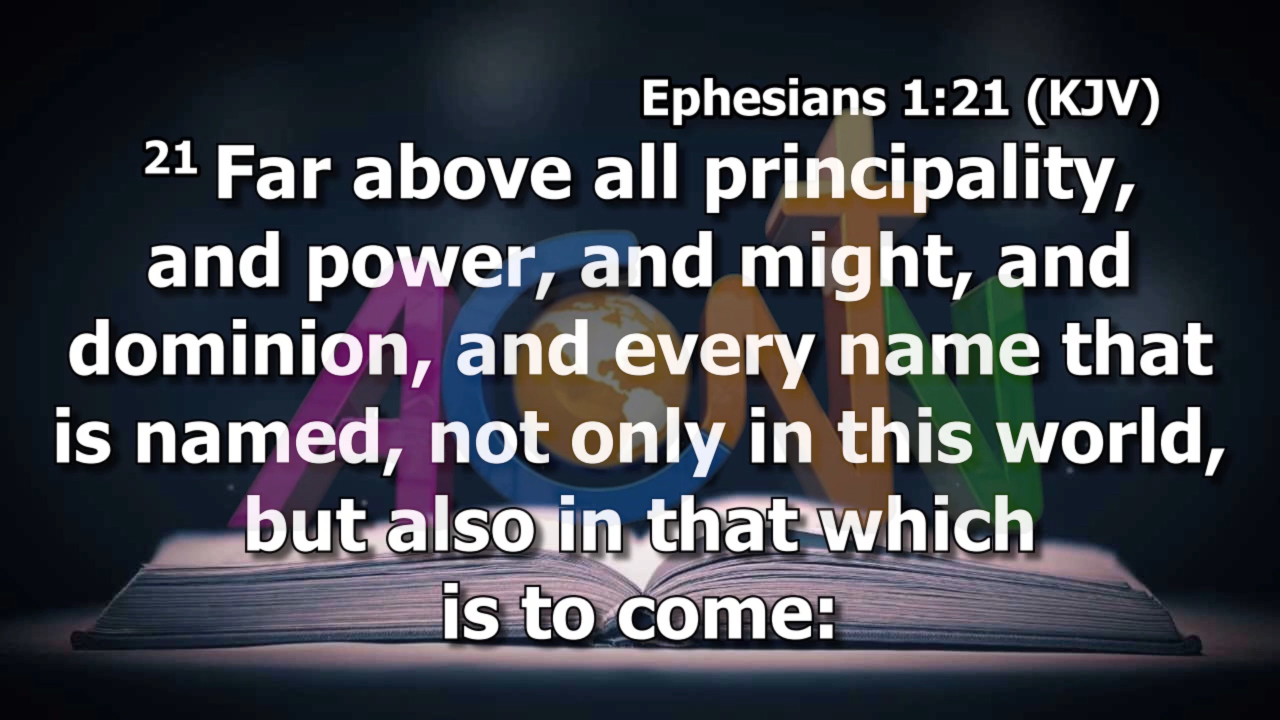 Ephesians 1:21 (KJV)
21 Far above all principality,
and power, and might, and
dominion, and every name that
is named, not only in this world,
but also in that which
is to come:
ACNTV